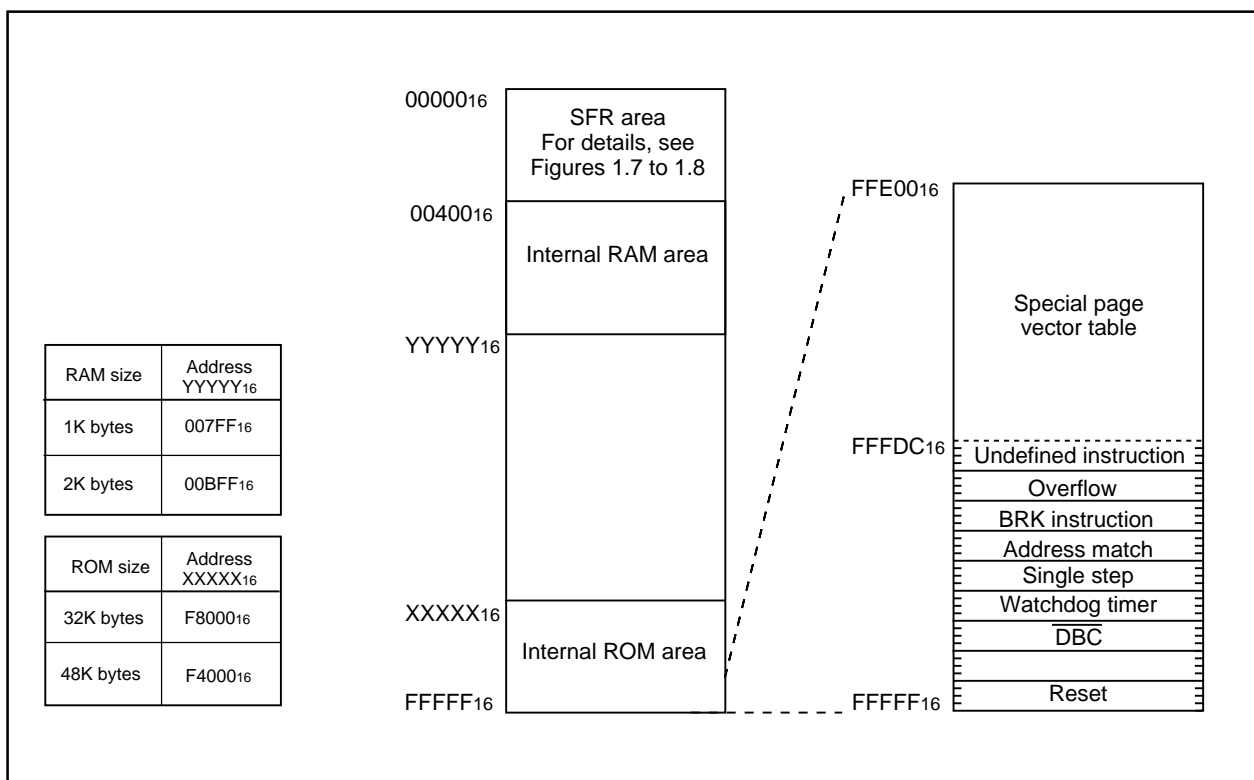 RAM size
Address
YYYYY16
1K bytes
007FF16
2K bytes
00BFF16
ROM size
Address
XXXXX16
32K bytes
F800016
48K bytes
F400016
0000016
SFR area
For details, see
Figures 1.7 to 1.8
0040016
Internal RAM area
YYYYY16
XXXXX16
Internal ROM area
FFFFF16
FFE0016
Special page
vector table
FFFDC16
Undefined instruction
Overflow
BRK instruction
Address match
Single step
Watchdog timer
DBC
Reset
FFFFF16